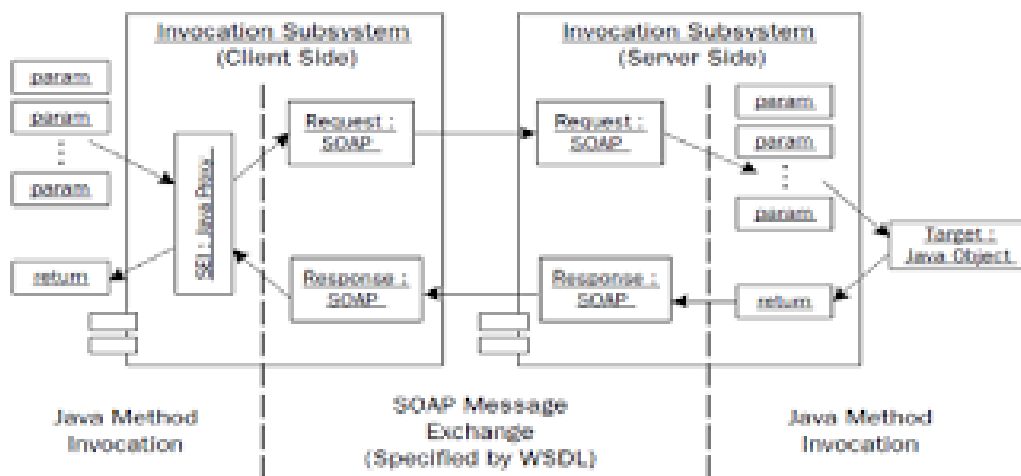 Invocation Subsystem
(Client Side)
param
param
param
SEI : Java Proxy
return
Request :
SOAP
Response :
SOAP
Invocation Subsystem
(Server Side)
Request :
SOAP
Response :
SOAP
param
param
param
return
Target :
Java Object
Java Method
Invocation
SOAP Message
Exchange
(Specified by WSDL)
Java Method
Invocation